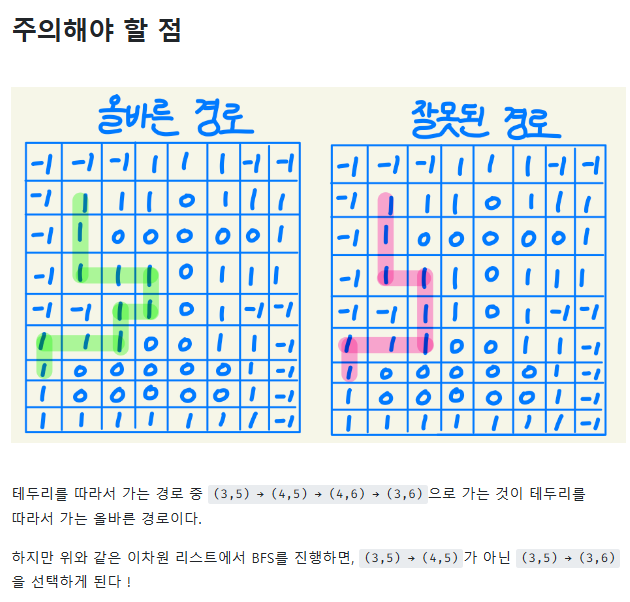 주의해야 할 점
올바른 경로
-1 -1 -1 1 1 1 -1 -1
-1 1 1 1 0 1 1 1
-1 1 0 0 0 0 0 1
-1 1 1 1 0 1 1 1
-1 -1 1 1 0 1 -1 -1
1 1 1 0 0 1 1 -1
1 0 0 0 0 0 1 -1
1 0 0 0 0 0 1 -1
1 1 1 1 1 1 1 -1
잘못된 경로
-1 -1 -1 1 1 1 -1 -1
-1 1 1 1 0 1 1 1
-1 1 0 0 0 0 0 1
-1 1 1 1 0 1 1 1
-1 -1 1 1 0 1 -1 -1
1 1 1 0 0 1 1 -1
1 0 0 0 0 0 1 -1
1 0 0 0 0 0 1 -1
1 1 1 1 1 1 1 -1
테두리를 따라서 가는 경로 중 (3,5) → (4,5) → (4,6) → (3,6)으로 가는 것이 테두리를
따라서 가는 올바른 경로이다.
하지만 위와 같은 이차원 리스트에서 BFS를 진행하면, (3,5) → (4,5)가 아닌 (3,5) → (3,6)
을 선택하게 된다 !